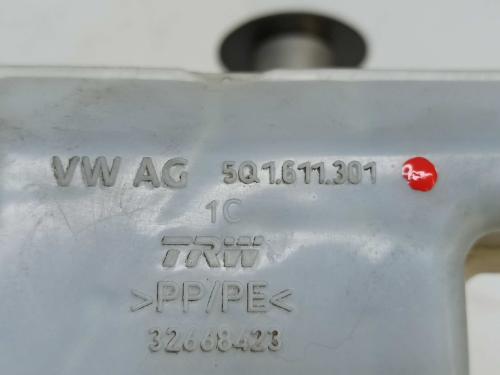 VW AG 5Q1.611.301
1C
TRW
>PP/PE<
32668423